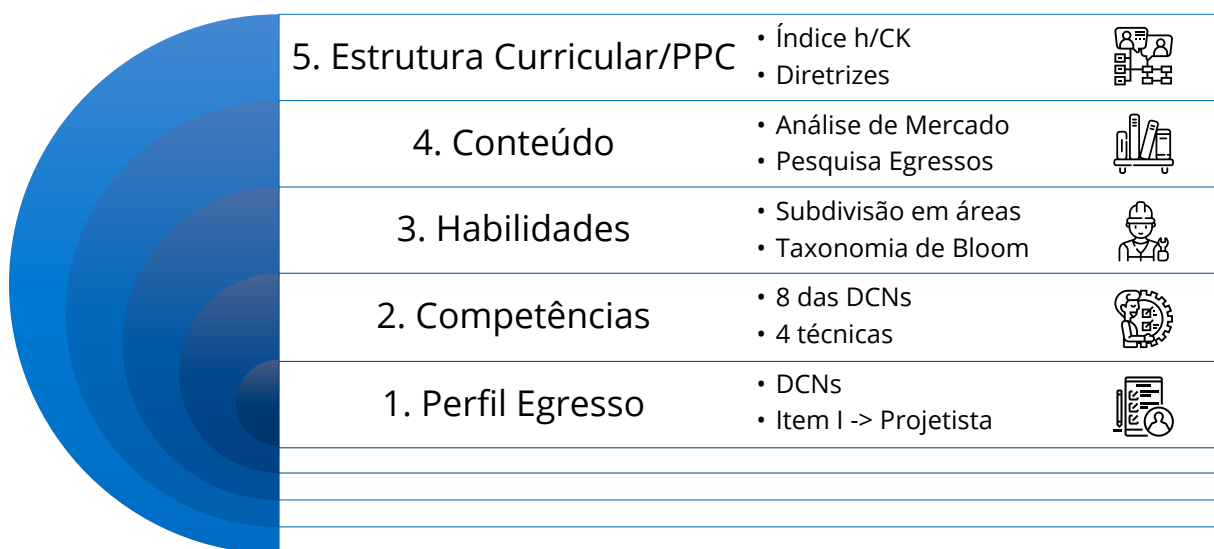 5. Estrutura Curricular/PPC
• Índice h/CK
• Diretrizes
4. Conteúdo
• Análise de Mercado
• Pesquisa Egressos
3. Habilidades
• Subdivisão em áreas
• Taxonomia de Bloom
2. Competências
• 8 das DCNs
• 4 técnicas
1. Perfil Egresso
• DCNs
• Item I -> Projetista